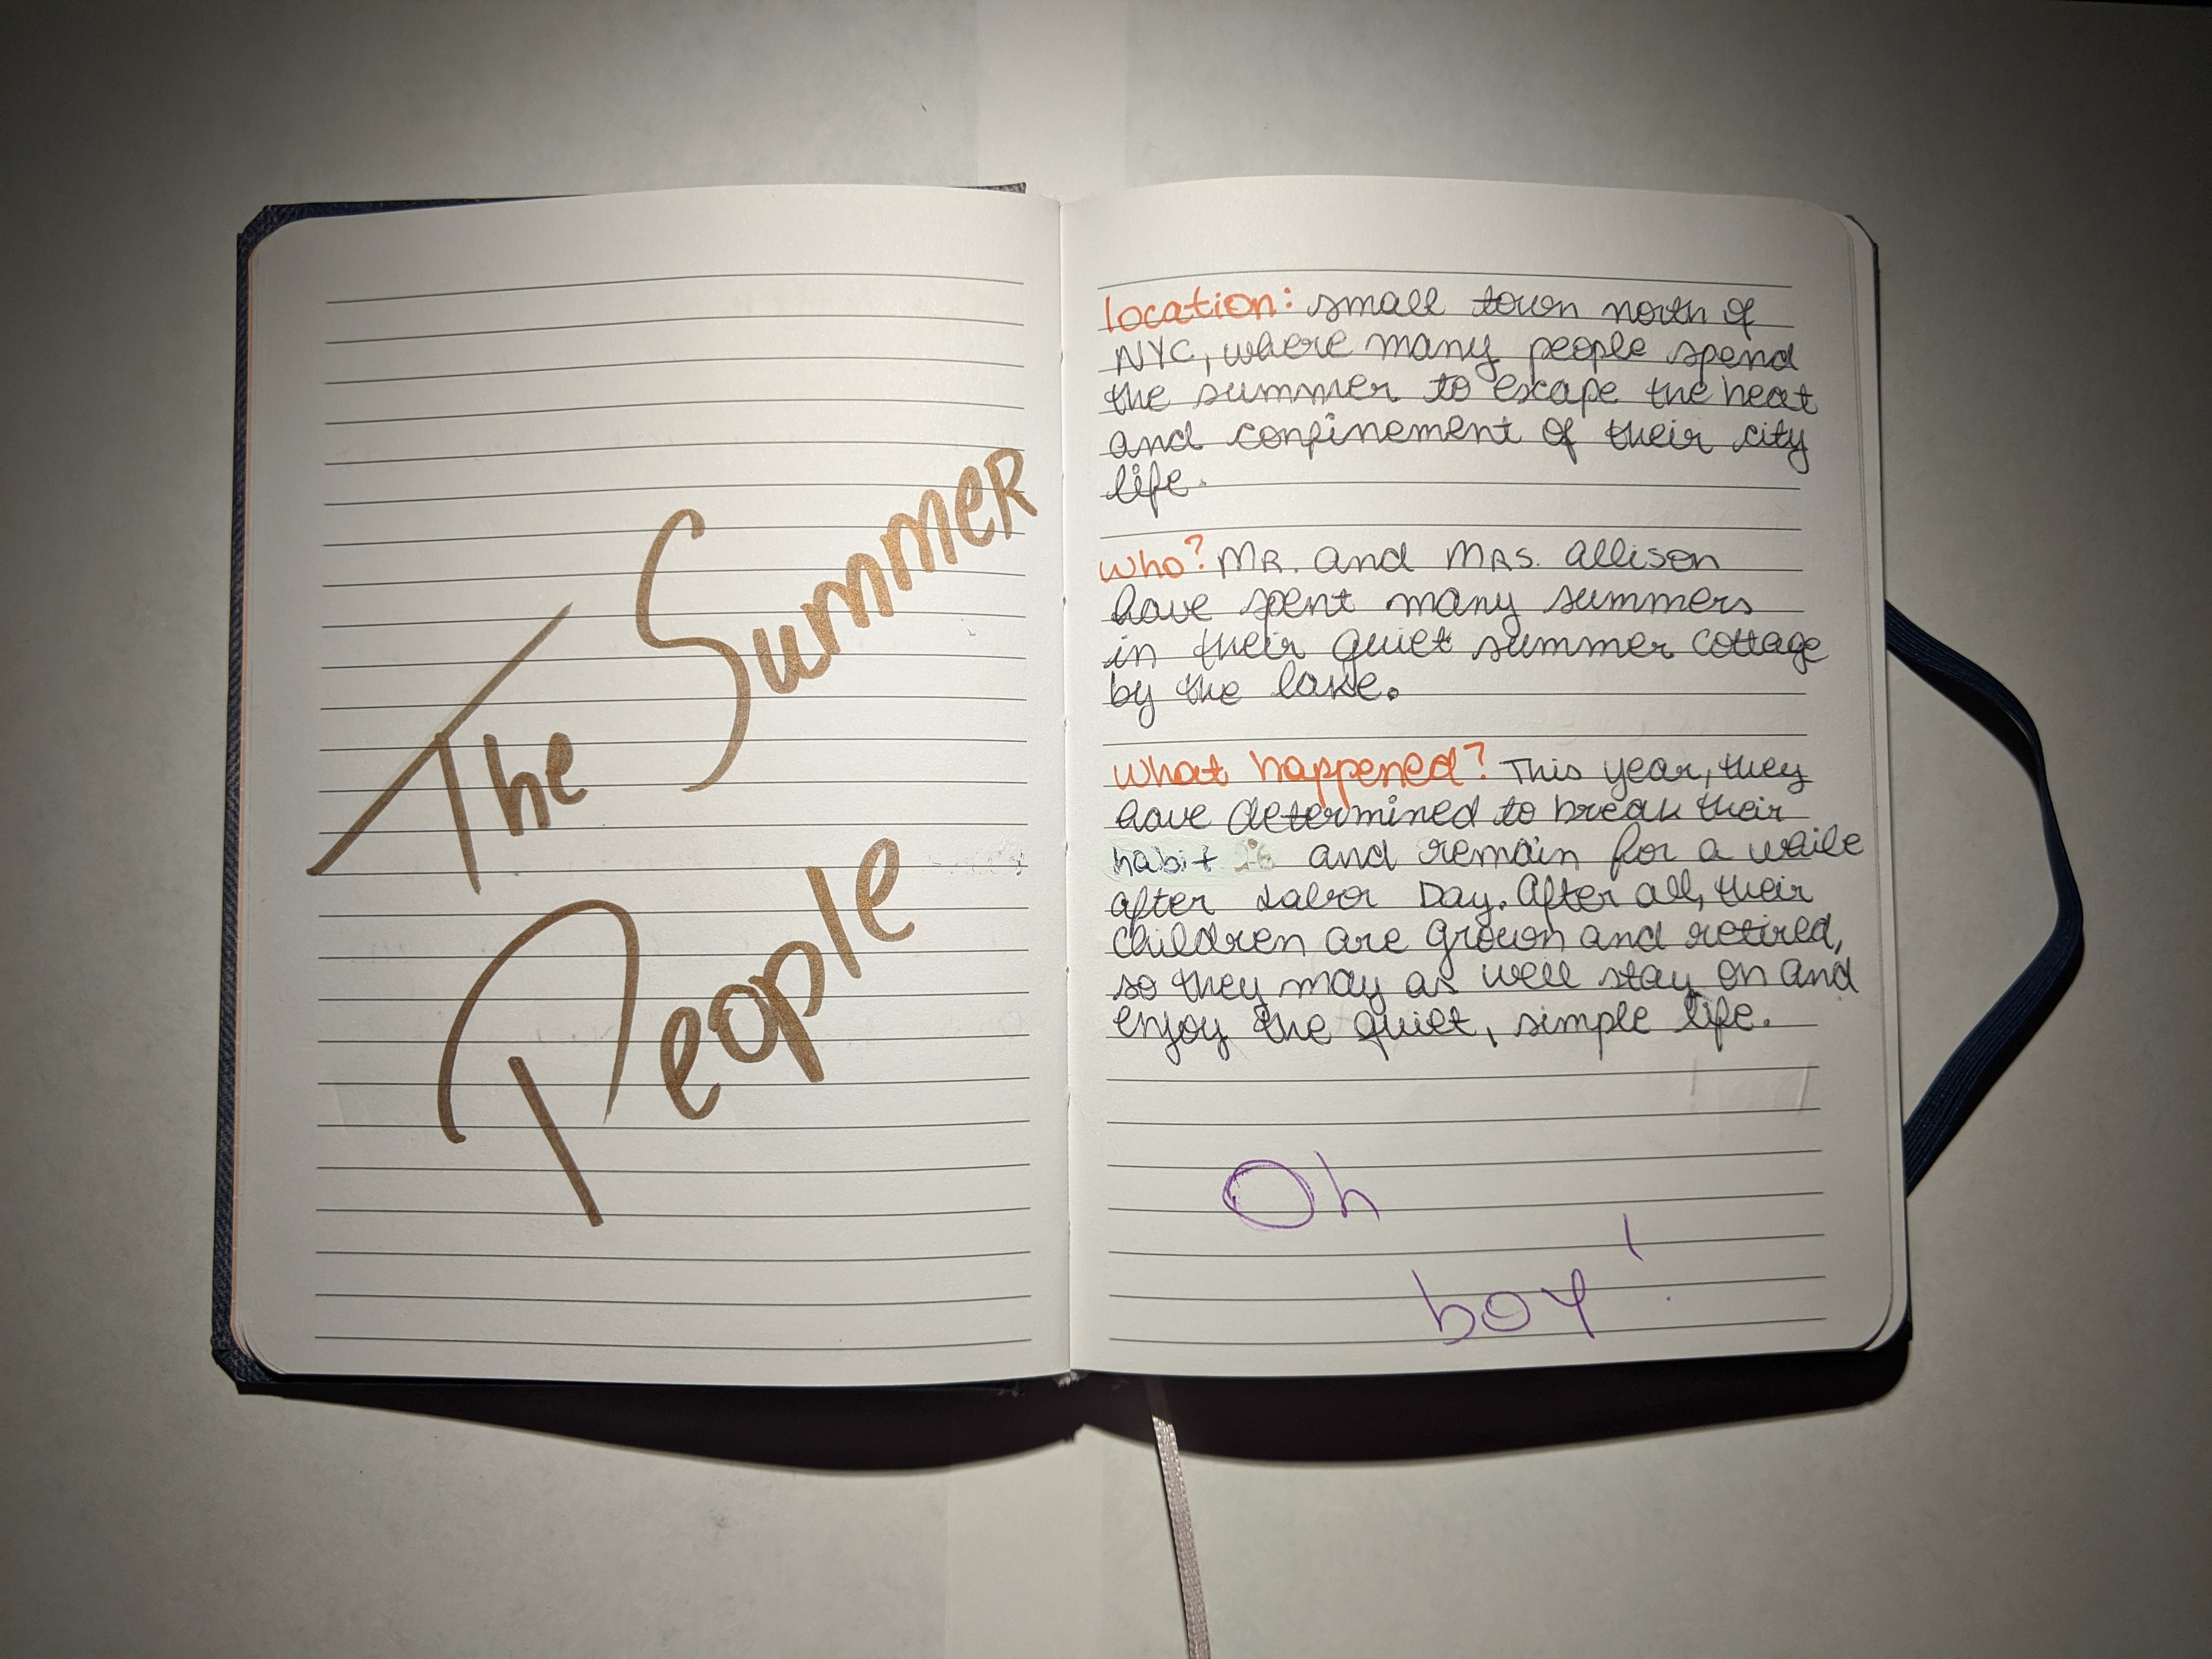 The Summer
People
location: small town north of
NYC, where many people spend
the summer to escape the heat
and confinement of their city
life.
who? Mr. and Mrs. Allison
have spent many summers
in their quiet summer cottage
by the lake.
What happened? This year, they
have determined to break their
habit and remain for a while
after Labor Day. After all, their
children are grown and retired,
so they may as well stay on and
enjoy the quiet, simple life.
Oh
boy!